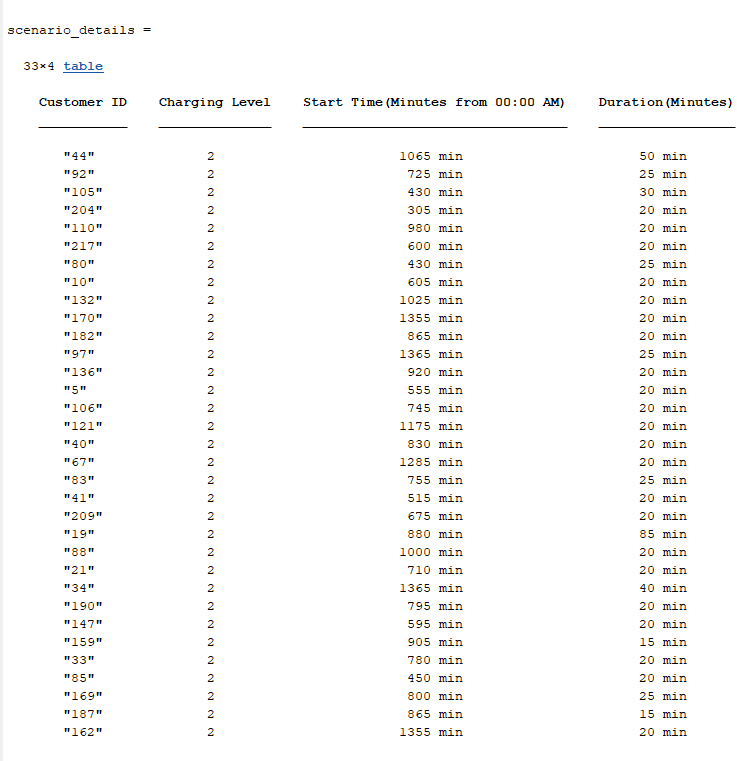 scenario_details =
33×4 table
Customer ID Charging Level Start Time(Minutes from 00:00 AM) Duration(Minutes)
"44" 2 1065 min 50 min
"92" 2 725 min 25 min
"105" 2 430 min 30 min
"204" 2 305 min 20 min
"110" 2 980 min 20 min
"217" 2 600 min 20 min
"80" 2 430 min 25 min
"10" 2 605 min 20 min
"132" 2 1025 min 20 min
"170" 2 1355 min 20 min
"182" 2 865 min 20 min
"97" 2 1365 min 25 min
"136" 2 920 min 20 min
"5" 2 555 min 20 min
"106" 2 745 min 20 min
"121" 2 1175 min 20 min
"40" 2 830 min 20 min
"67" 2 1285 min 20 min
"83" 2 755 min 25 min
"41" 2 515 min 20 min
"209" 2 675 min 20 min
"19" 2 880 min 85 min
"88" 2 1000 min 20 min
"21" 2 710 min 20 min
"34" 2 1365 min 40 min
"190" 2 795 min 20 min
"147" 2 595 min 20 min
"159" 2 905 min 15 min
"33" 2 780 min 20 min
"85" 2 450 min 20 min
"169" 2 800 min 25 min
"187" 2 865 min 15 min
"162" 2 1355 min 20 min